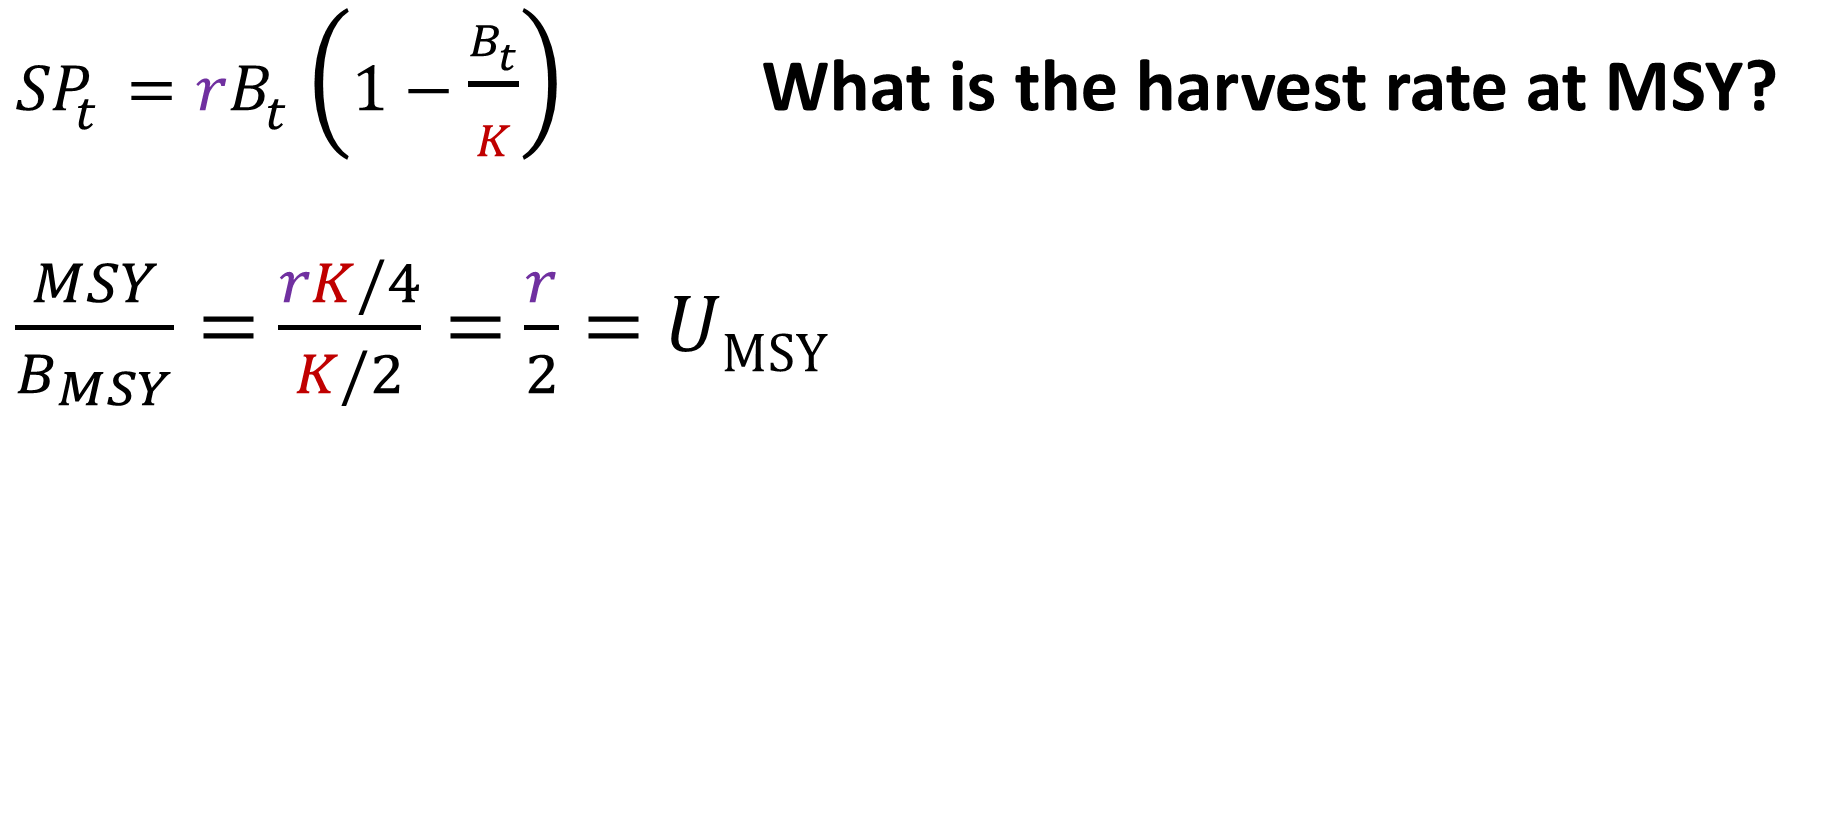 SP_t = rB_t (1 − B_t/K)
What is the harvest rate at MSY?
MSY/B_MSY = (rK/4)/(K/2) = r/2 = U_MSY